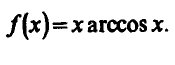 f(x)=x arccos x.